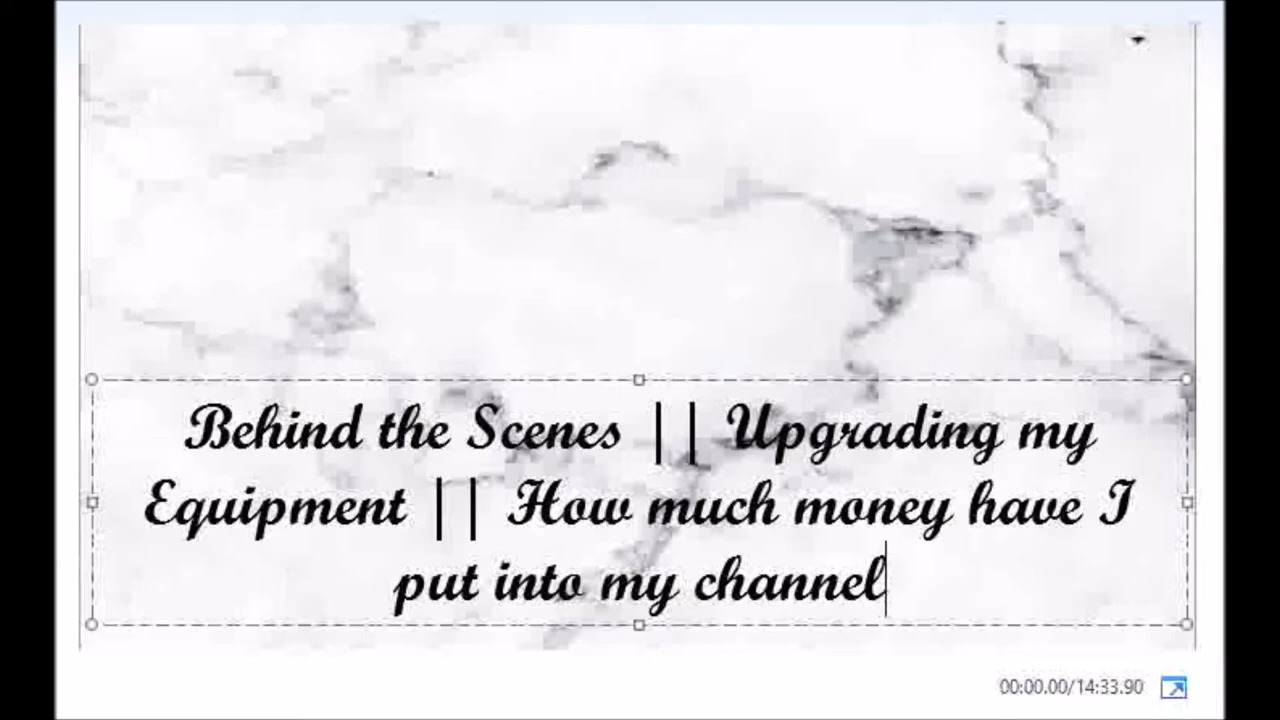 Behind the Scenes || Upgrading my
Equipment || How much money have I
put into my channel
00:00.00/14:33.90